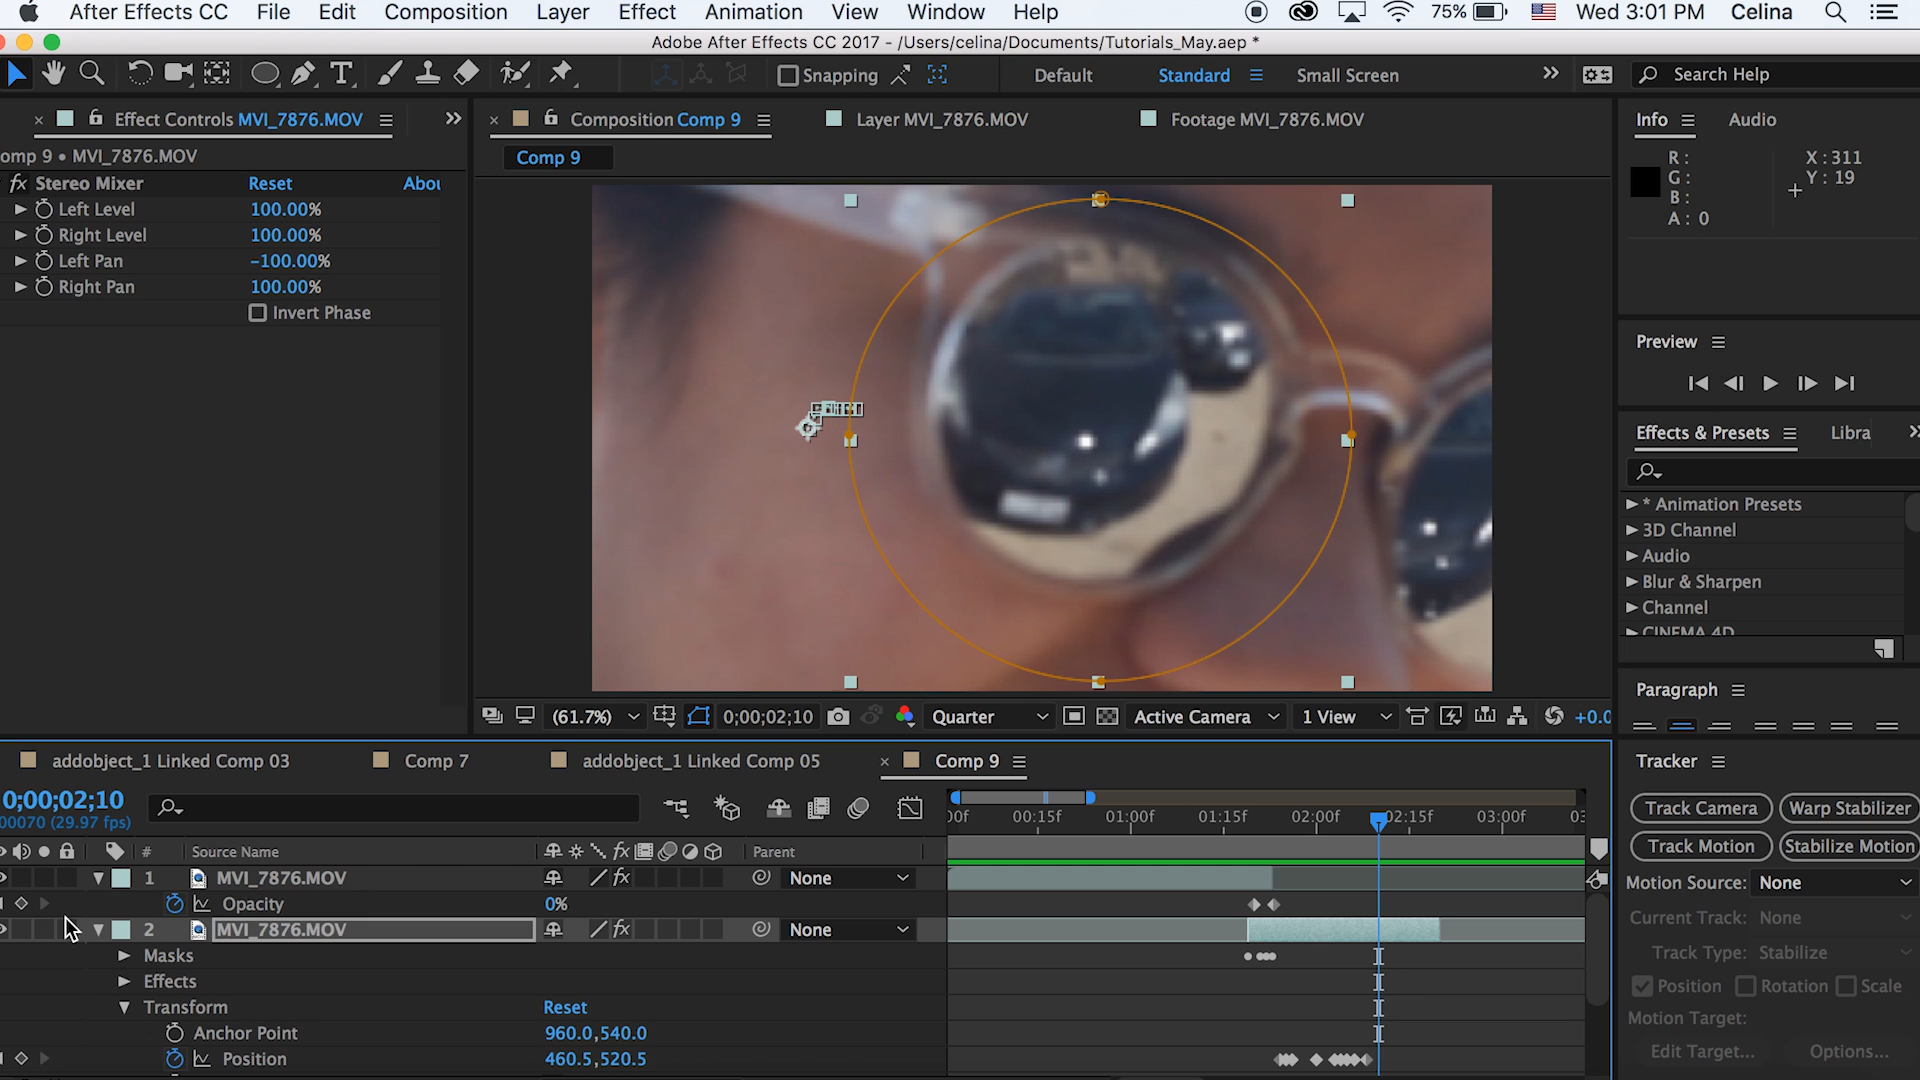 After Effects CC File Edit Composition Layer Effect Animation View Window Help 75% Wed 3:01 PM Celina
Adobe After Effects CC 2017 - /Users/celina/Documents/Tutorials_May.aep *
Snapping Default Standard Small Screen Search Help
Effect Controls MVI_7876.MOV
omp 9 • MVI_7876.MOV
fx Stereo Mixer Reset Abou
Left Level 100.00%
Right Level 100.00%
Left Pan -100.00%
Right Pan 100.00%
Invert Phase
Composition Comp 9 Layer MVI_7876.MOV Footage MVI_7876.MOV
Comp 9
(61.7%) 0;00;02;10 Quarter Active Camera 1 View +0.0
Info Audio
R: X:311
G: Y:19
B:
A: 0
Preview
Effects & Presets Libra
* Animation Presets
3D Channel
Audio
Blur & Sharpen
Channel
CINEMA 4D
Paragraph
addobject_1 Linked Comp 03 Comp 7 addobject_1 Linked Comp 05 Comp 9
0;00;02;10
00070 (29.97 fps)
00f 00:15f 01:00f 01:15f 02:00f 02:15f 03:00f 03
# Source Name fx Parent
1 MVI_7876.MOV fx None
Opacity 0%
2 MVI_7876.MOV fx None
Masks
Effects
Transform Reset
Anchor Point 960.0,540.0
Position 460.5,520.5
Tracker
Track Camera Warp Stabilizer
Track Motion Stabilize Motion
Motion Source: None
Current Track: None
Track Type: Stabilize
Position Rotation Scale
Motion Target:
Edit Target... Options...